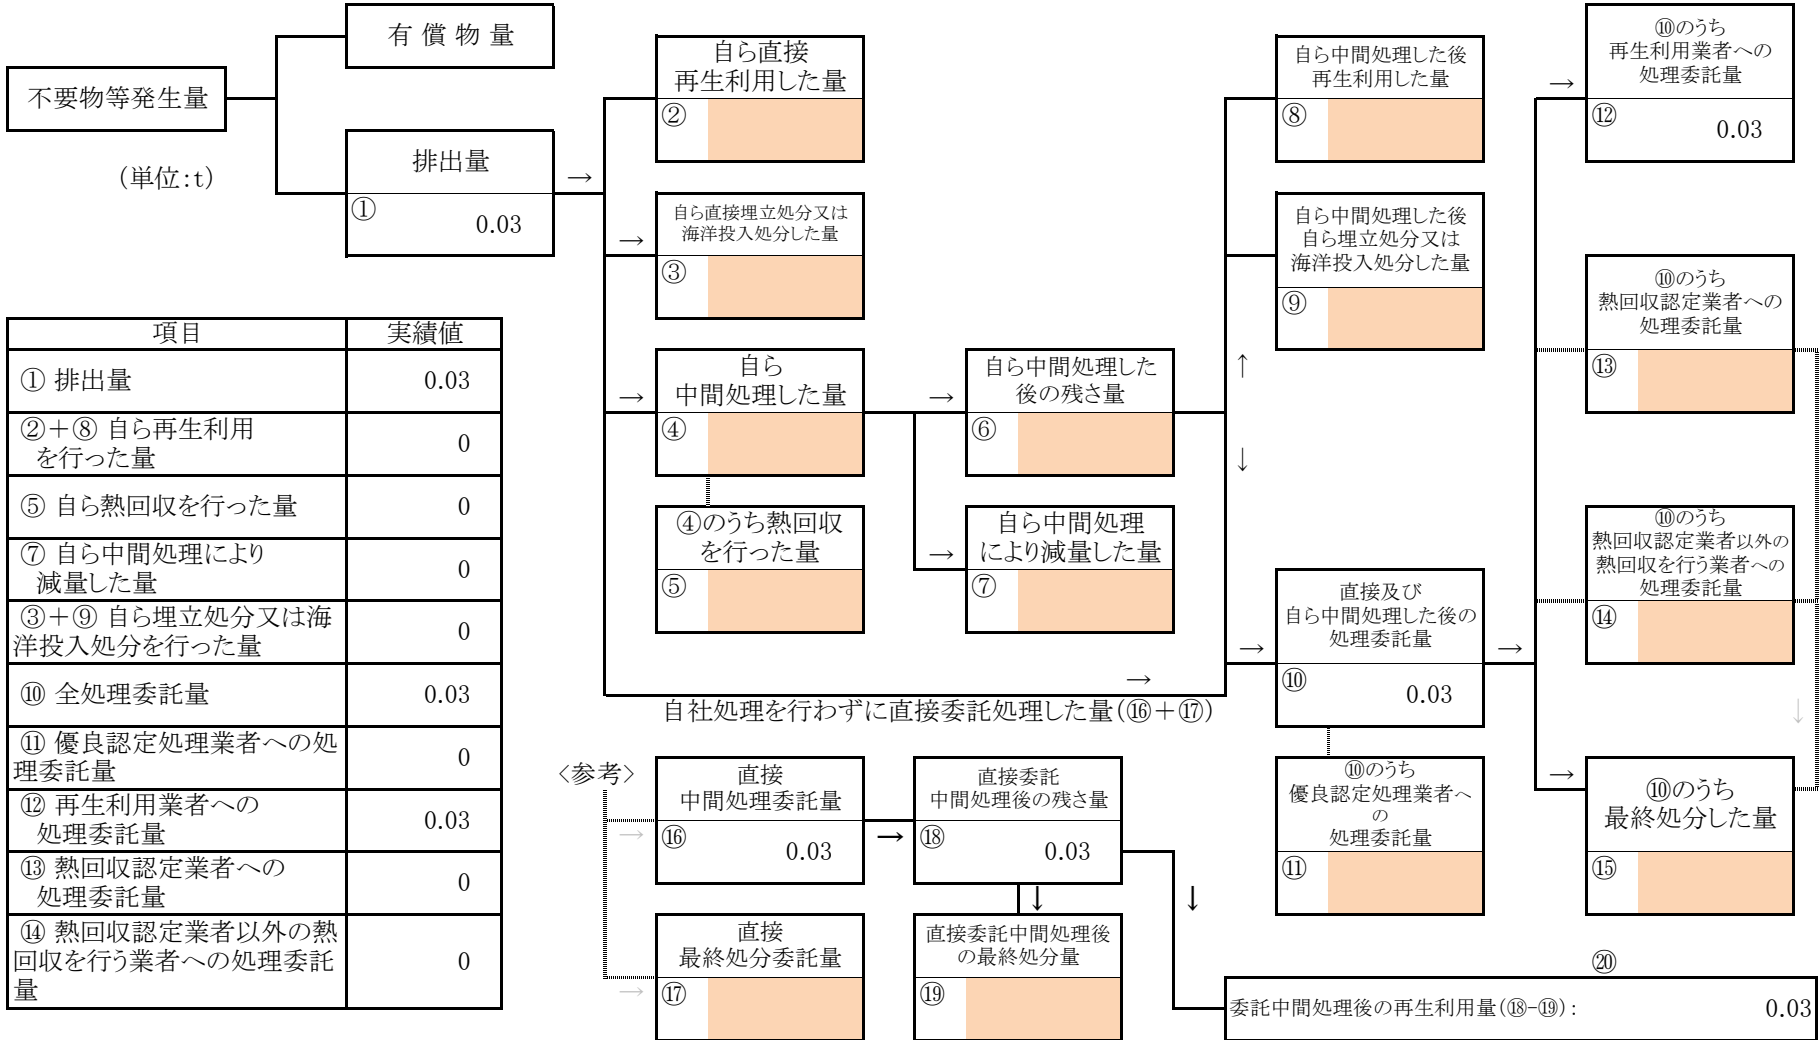 有 償 物 量
不要物等発生量
(単位:t)
排出量
①
0.03
→
自ら直接
再生利用した量
②
→
自ら直接埋立処分又は
海洋投入処分した量
③
→
自ら
中間処理した量
④
④のうち熱回収
を行った量
⑤
→
自ら中間処理した
後の残さ量
⑥
→
自ら中間処理
により減量した量
⑦
自ら中間処理した後
再生利用した量
⑧
自ら中間処理した後
自ら埋立処分又は
海洋投入処分した量
⑨
↑
↓
→
直接及び
自ら中間処理した後の
処理委託量
⑩
0.03
→
⑩のうち
優良認定処理業者へ
の
処理委託量
⑪
→
⑩のうち
再生利用業者への
処理委託量
⑫
0.03
⑩のうち
熱回収認定業者への
処理委託量
⑬
⑩のうち
熱回収認定業者以外の
熱回収を行う業者への
処理委託量
⑭
↓
→
⑩のうち
最終処分した量
⑮
→
自社処理を行わずに直接委託処理した量(⑯+⑰)
<参考>
→
直接
中間処理委託量
⑯
0.03
→
直接委託
中間処理後の残さ量
⑱
0.03
↓
↓
→
直接
最終処分委託量
⑰
直接委託中間処理後
の最終処分量
⑲
⑳
委託中間処理後の再生利用量(⑱-⑲):
0.03
項目 実績値
① 排出量 0.03
②+⑧ 自ら再生利用
を行った量 0
⑤ 自ら熱回収を行った量 0
⑦ 自ら中間処理により
減量した量 0
③+⑨ 自ら埋立処分又は海
洋投入処分を行った量 0
⑩ 全処理委託量 0.03
⑪ 優良認定処理業者への処
理委託量 0
⑫ 再生利用業者への
処理委託量 0.03
⑬ 熱回収認定業者への
処理委託量 0
⑭ 熱回収認定業者以外の熱
回収を行う業者への処理委託
量 0